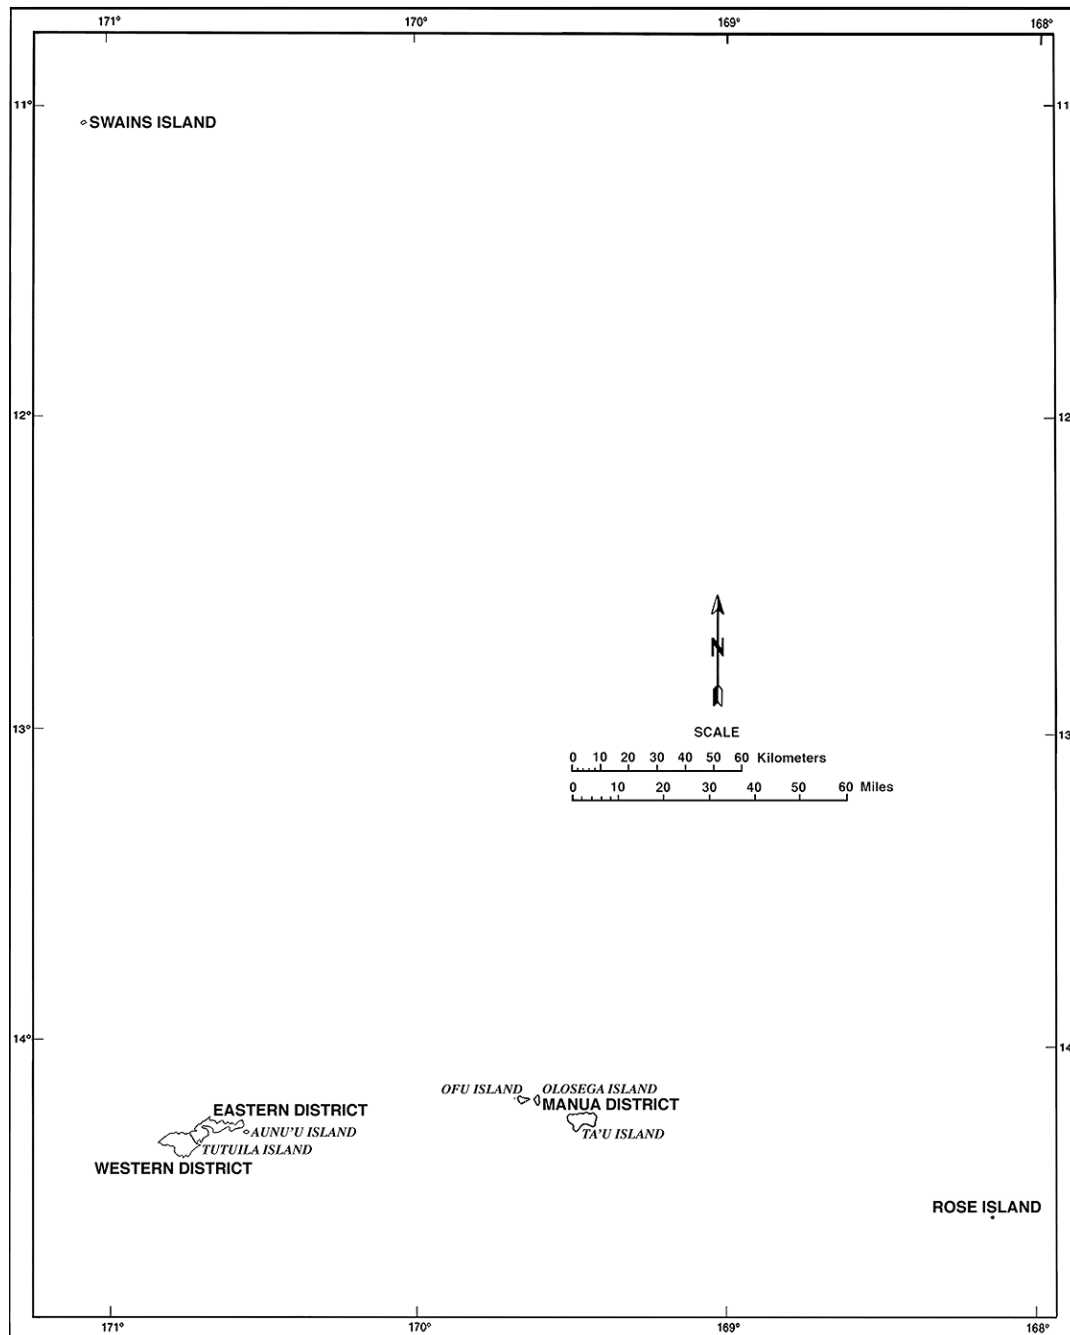 171° 170° 169° 168°
11° 11
SWAINS ISLAND
12° 12
N
13° 13
SCALE
0 10 20 30 40 50 60 Kilometers
0 10 20 30 40 50 60 Miles
14° 14
OFU ISLAND OLOSEGA ISLAND
MANUA DISTRICT
EASTERN DISTRICT
AUNU'U ISLAND TA'U ISLAND
TUTUILA ISLAND
WESTERN DISTRICT
ROSE ISLAND
171° 170° 169° 168°